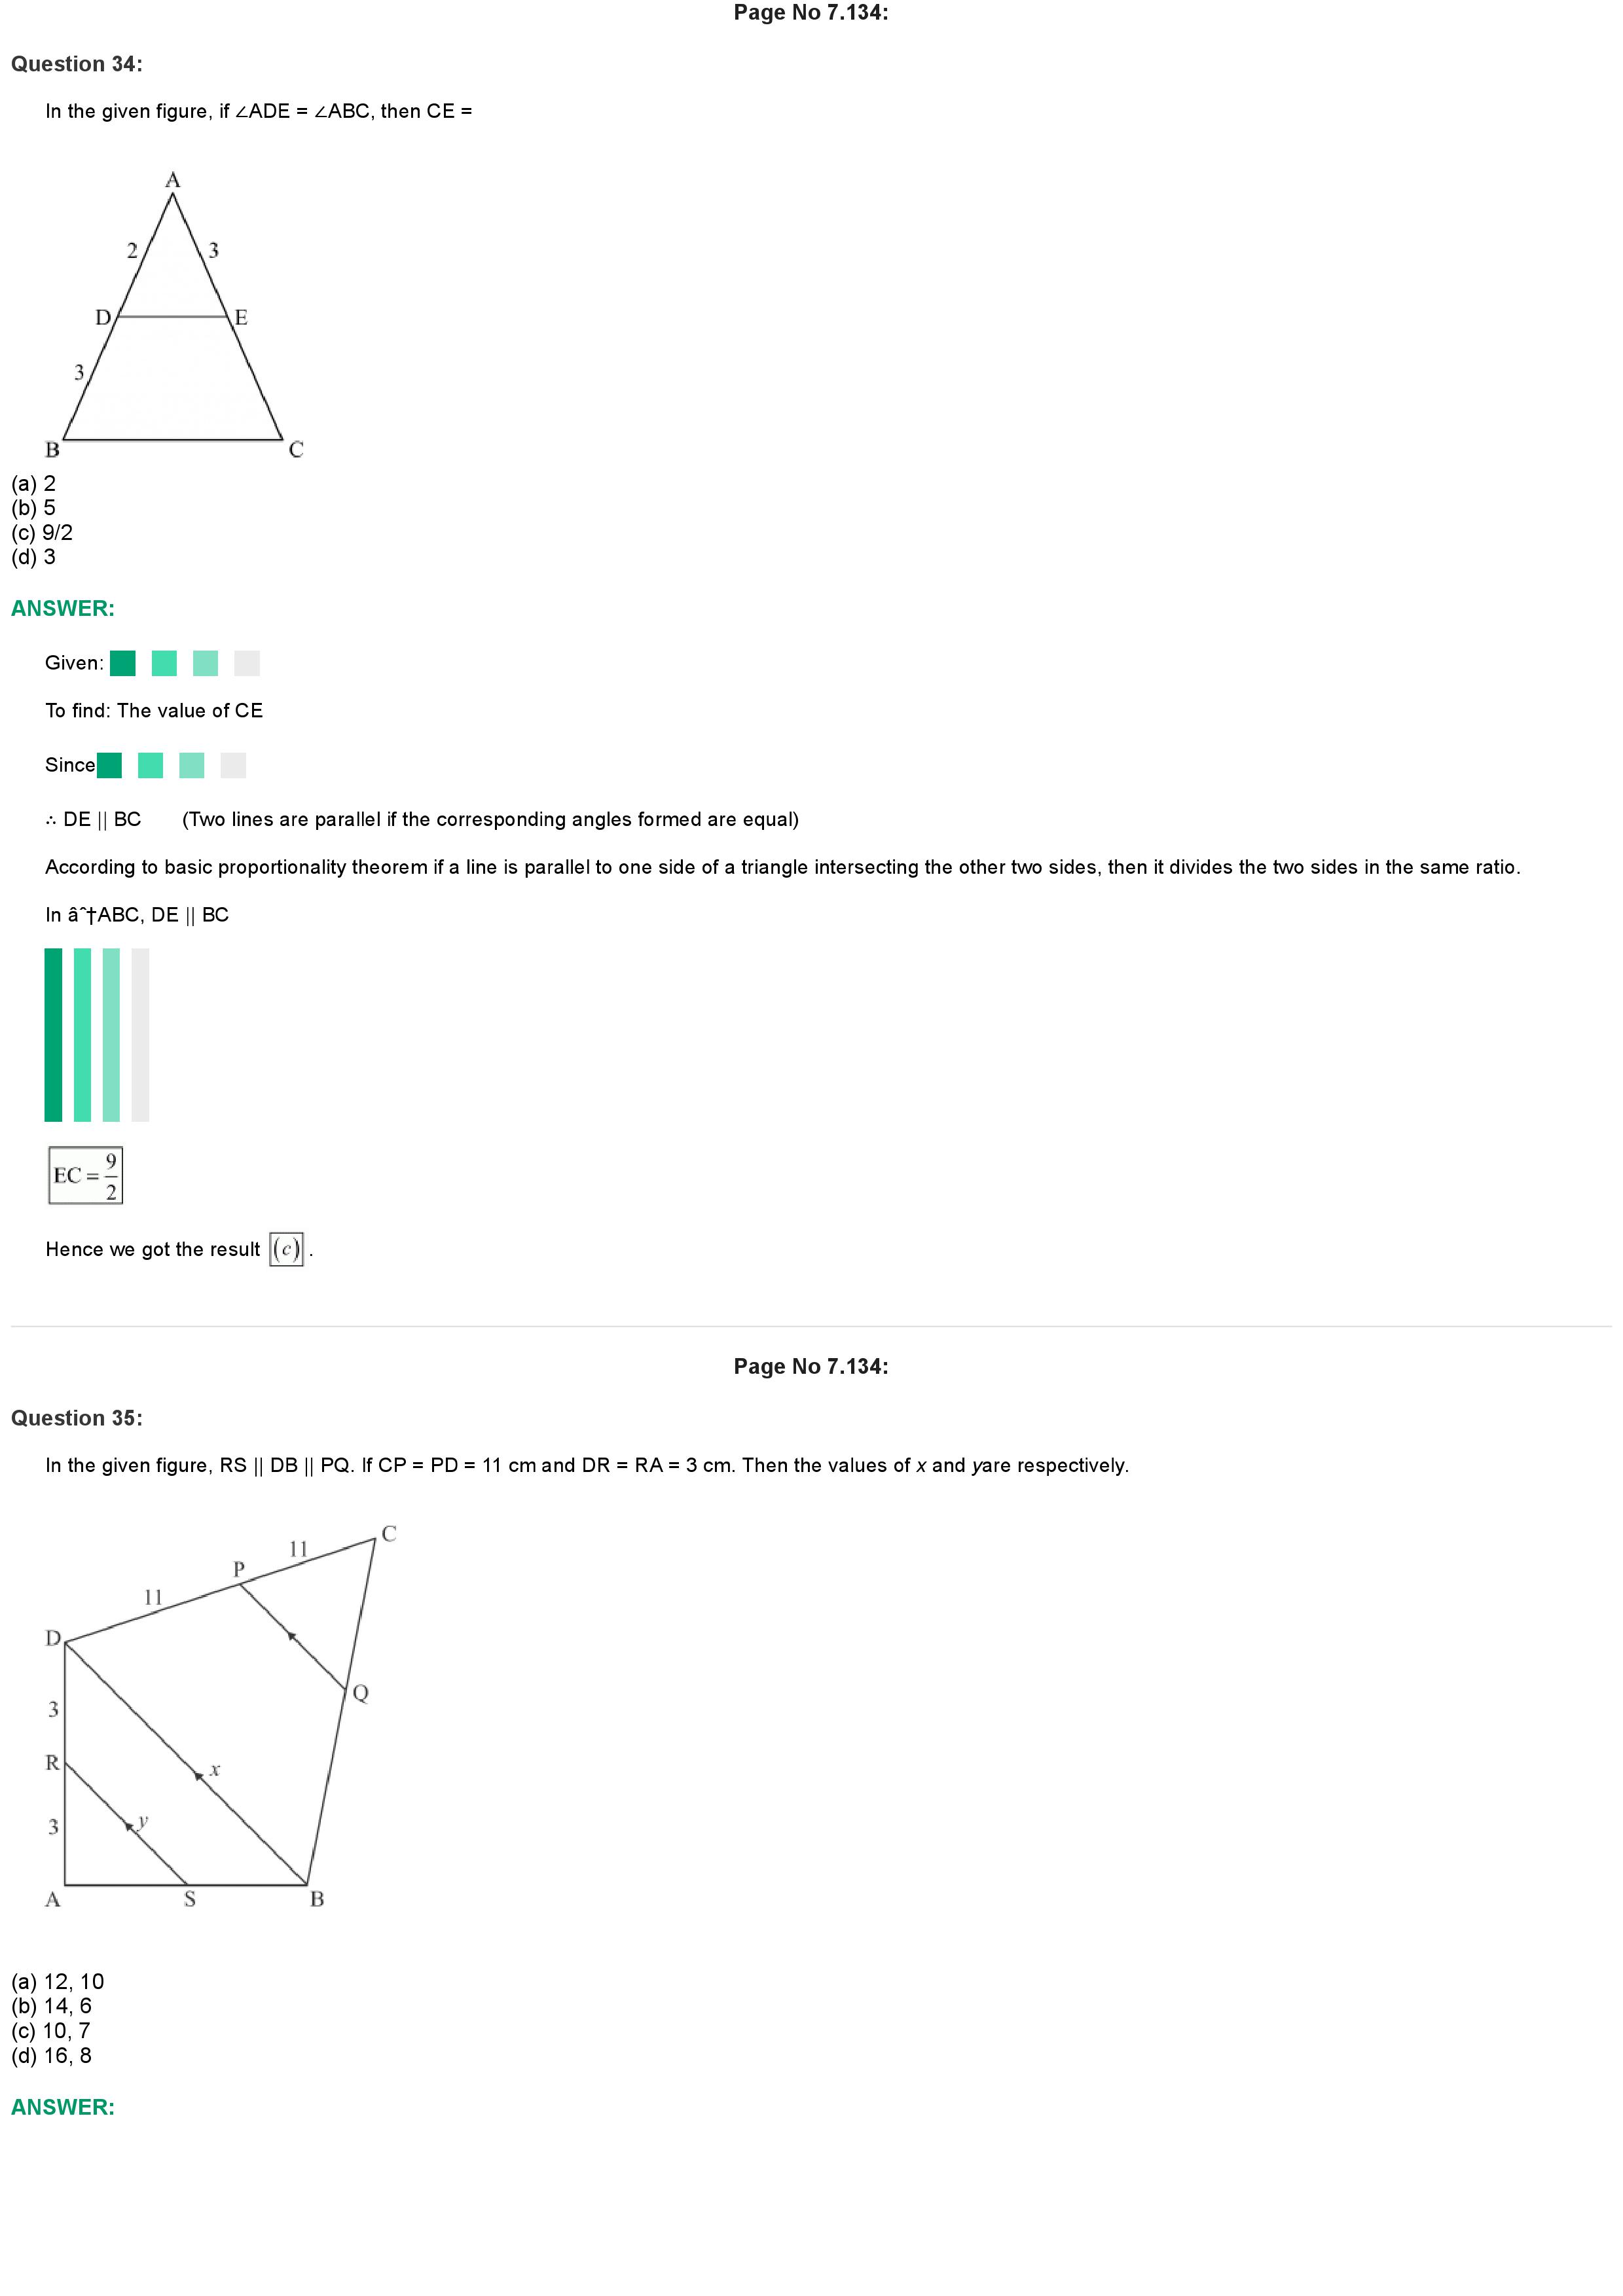 Page No 7.134:
Question 34:
In the given figure, if ∠ADE = ∠ABC, then CE =
A
2
3
D
E
3
B
C
(a) 2
(b) 5
(c) 9/2
(d) 3
ANSWER:
Given:
To find: The value of CE
Since
∴ DE || BC (Two lines are parallel if the corresponding angles formed are equal)
According to basic proportionality theorem if a line is parallel to one side of a triangle intersecting the other two sides, then it divides the two sides in the same ratio.
In âˆ†ABC, DE || BC
EC = 9/2
Hence we got the result (c) .
Page No 7.134:
Question 35:
In the given figure, RS || DB || PQ. If CP = PD = 11 cm and DR = RA = 3 cm. Then the values of x and yare respectively.
C
11
P
11
D
Q
3
R
x
y
3
A
S
B
(a) 12, 10
(b) 14, 6
(c) 10, 7
(d) 16, 8
ANSWER: